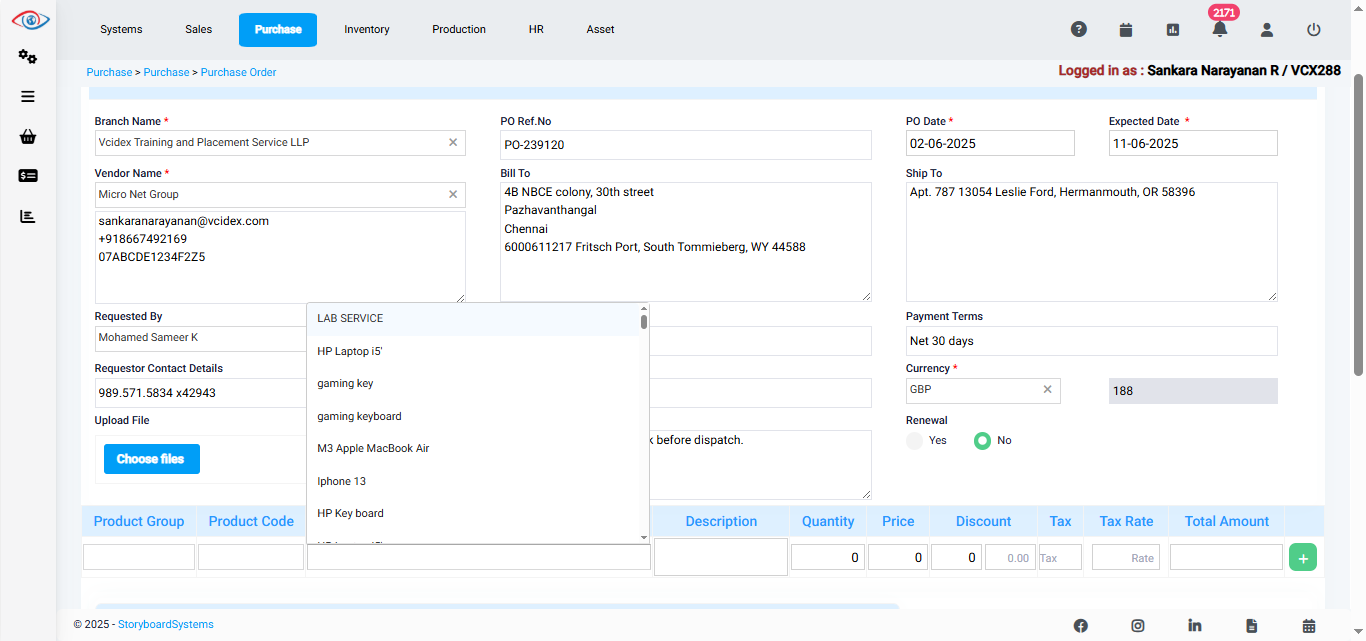 Systems Sales Purchase Inventory Production HR Asset 2171
Purchase > Purchase > Purchase Order Logged in as : Sankara Narayanan R / VCX288
Branch Name * PO Ref.No PO Date * Expected Date *
Vcidex Training and Placement Service LLP PO-239120 02-06-2025 11-06-2025
Vendor Name * Bill To Ship To
Micro Net Group
4B NBCE colony, 30th street
Pazhavanthangal
Chennai
6000611217 Fritsch Port, South Tommieberg, WY 44588
Apt. 787 13054 Leslie Ford, Hermanmouth, OR 58396
sankaranarayanan@vcidex.com
+918667492169
07ABCDE1234F2Z5
Requested By
Mohamed Sameer K
Requestor Contact Details
989.571.5834 x42943
Upload File
Choose files
LAB SERVICE
HP Laptop i5'
gaming key
gaming keyboard
M3 Apple MacBook Air
Iphone 13
HP Key board
before dispatch.
Payment Terms
Net 30 days
Currency *
GBP 188
Renewal
Yes No
Product Group Product Code Description Quantity Price Discount Tax Tax Rate Total Amount
0 0 0 0.00 Tax Rate +
© 2025 - StoryboardSystems